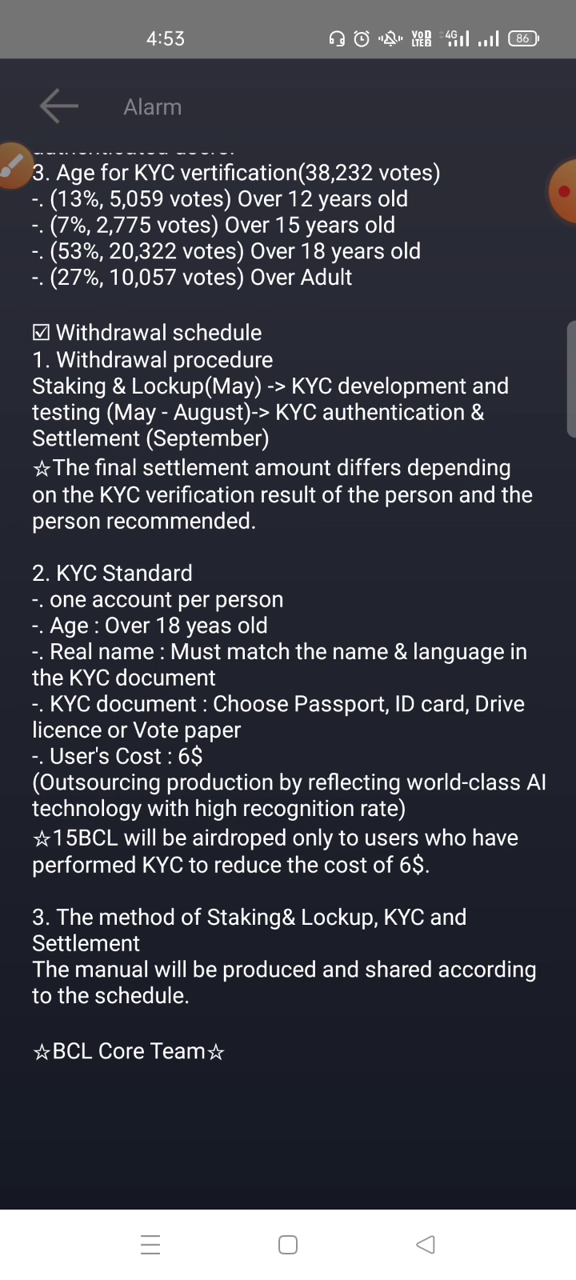 4:53
VoD LTE2
4G
86
Alarm
authenticated users.
3. Age for KYC vertification(38,232 votes)
-. (13%, 5,059 votes) Over 12 years old
-. (7%, 2,775 votes) Over 15 years old
-. (53%, 20,322 votes) Over 18 years old
-. (27%, 10,057 votes) Over Adult
☑ Withdrawal schedule
1. Withdrawal procedure
Staking & Lockup(May) -> KYC development and
testing (May - August)-> KYC authentication &
Settlement (September)
☆The final settlement amount differs depending
on the KYC verification result of the person and the
person recommended.
2. KYC Standard
-. one account per person
-. Age : Over 18 yeas old
-. Real name : Must match the name & language in
the KYC document
-. KYC document : Choose Passport, ID card, Drive
licence or Vote paper
-. User's Cost : 6$
(Outsourcing production by reflecting world-class AI
technology with high recognition rate)
☆15BCL will be airdroped only to users who have
performed KYC to reduce the cost of 6$.
3. The method of Staking& Lockup, KYC and
Settlement
The manual will be produced and shared according
to the schedule.
☆BCL Core Team☆